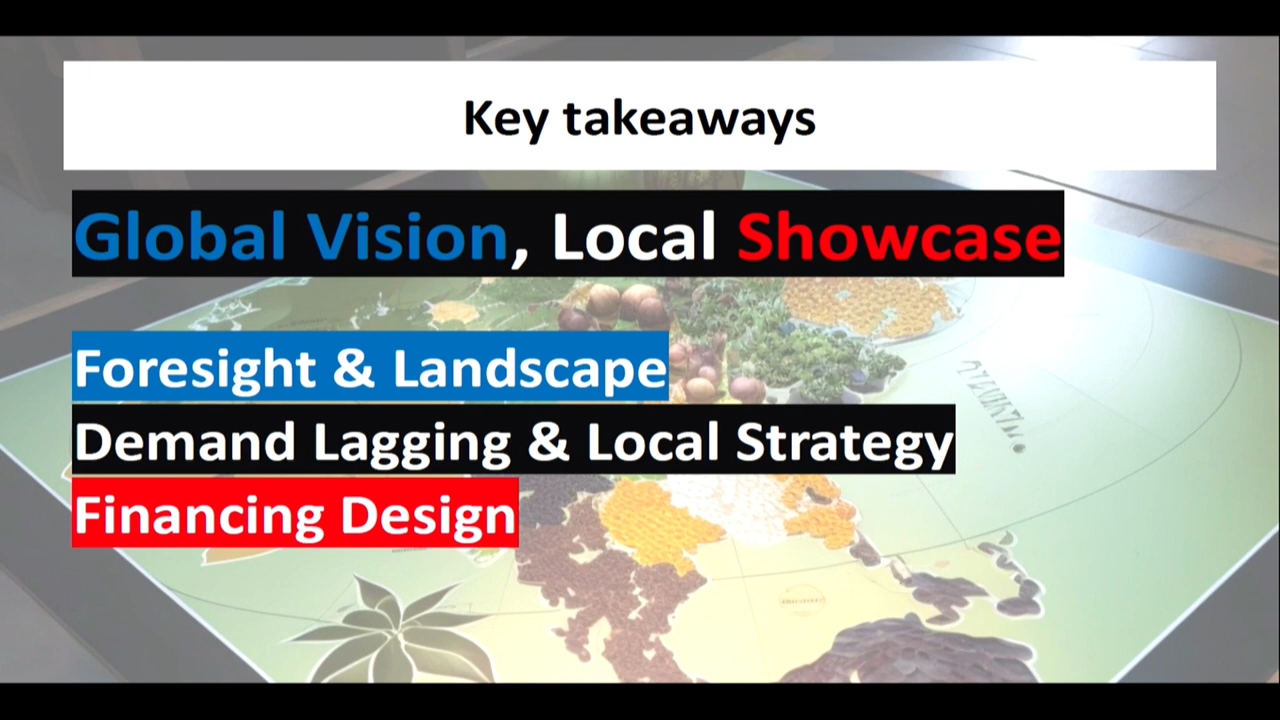 Key takeaways
Global Vision, Local Showcase
Foresight & Landscape
Demand Lagging & Local Strategy
Financing Design